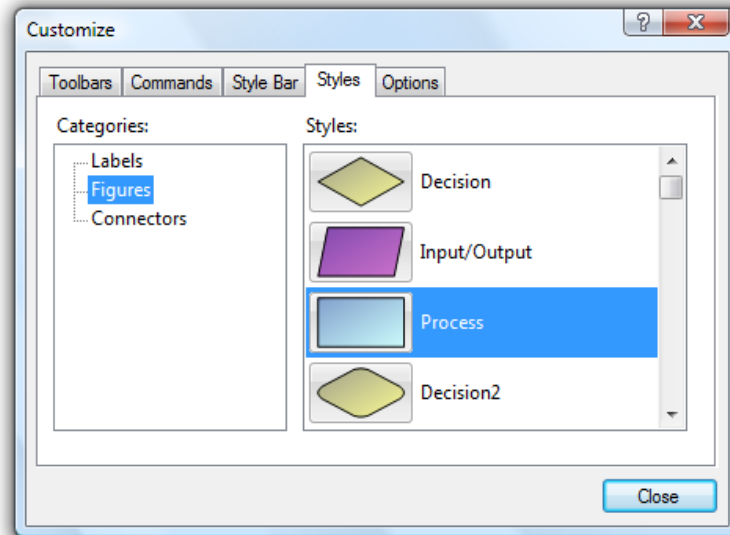 Customize
Toolbars Commands Style Bar Styles Options
Categories:
Labels
Figures
Connectors
Styles:
Decision
Input/Output
Process
Decision2
Close